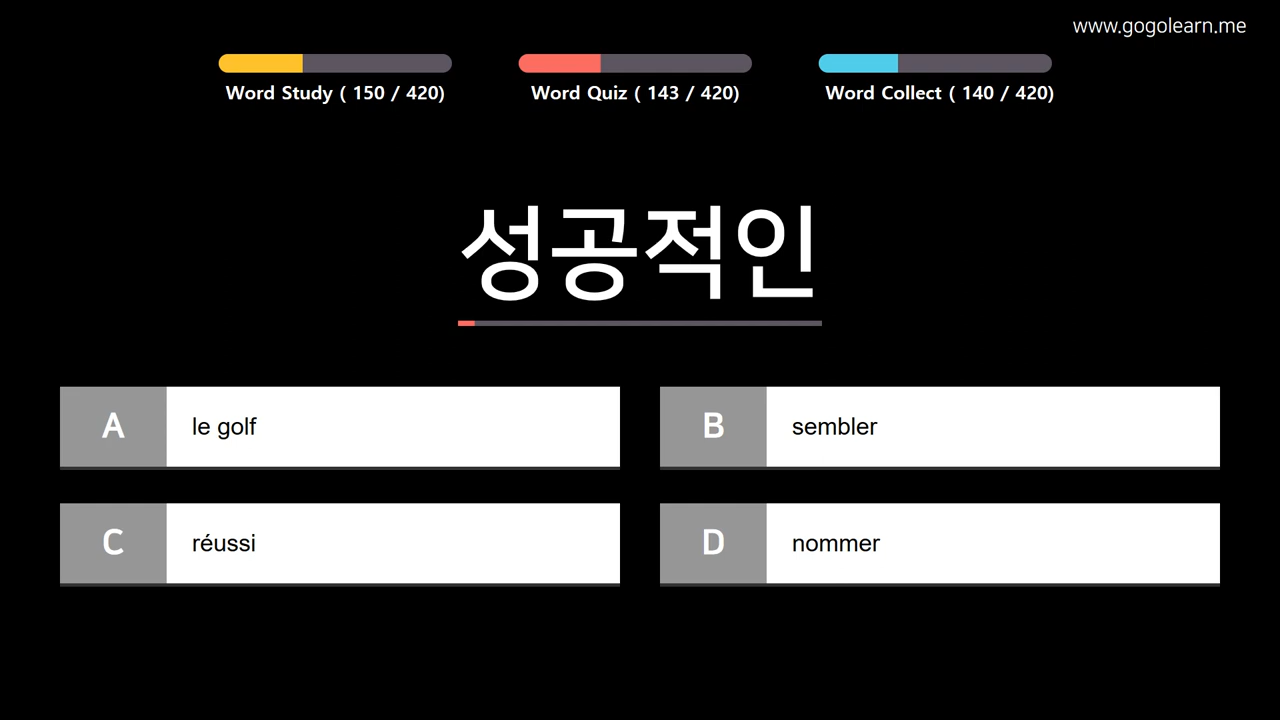 www.gogolearn.me
Word Study ( 150 / 420)
Word Quiz ( 143 / 420)
Word Collect ( 140 / 420)
성공적인
A le golf
B sembler
C réussi
D nommer